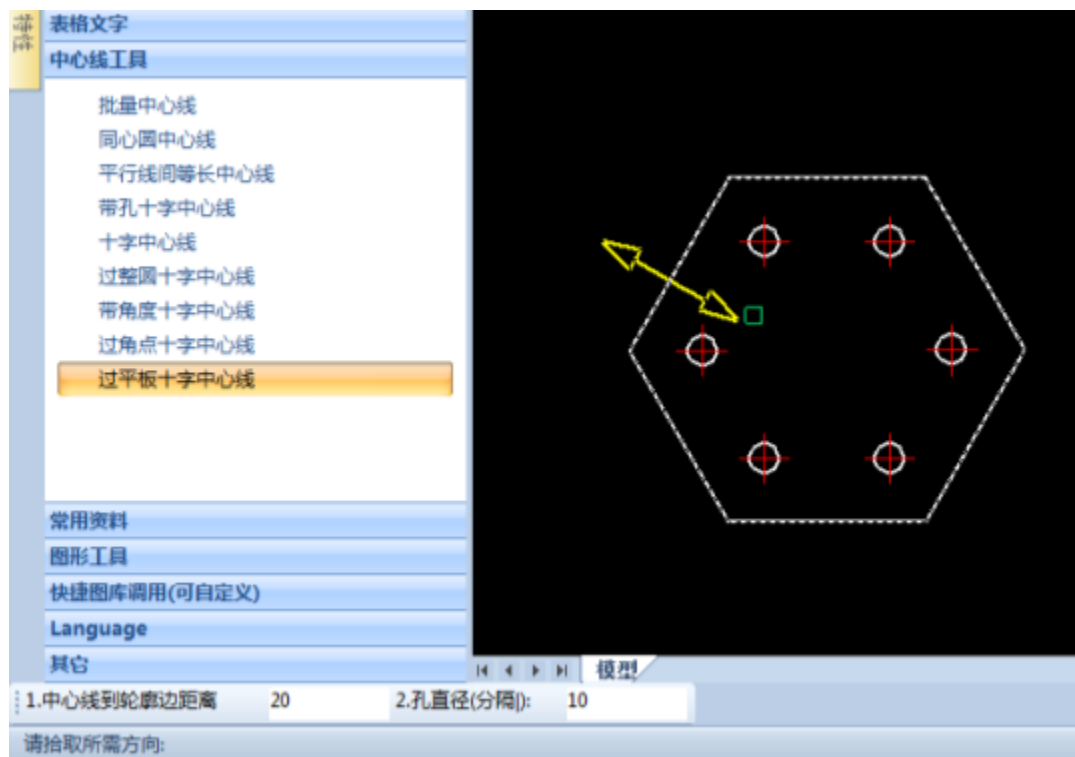 特性
表格文字
中心线工具
批量中心线
同心圆中心线
平行线间等长中心线
带孔十字中心线
十字中心线
过整圆十字中心线
带角度十字中心线
过角点十字中心线
过平板十字中心线
常用资料
图形工具
快捷图库调用(可自定义)
Language
其它
模型
1.中心线到轮廓边距离 20 2.孔直径(分隔|): 10
请拾取所需方向: